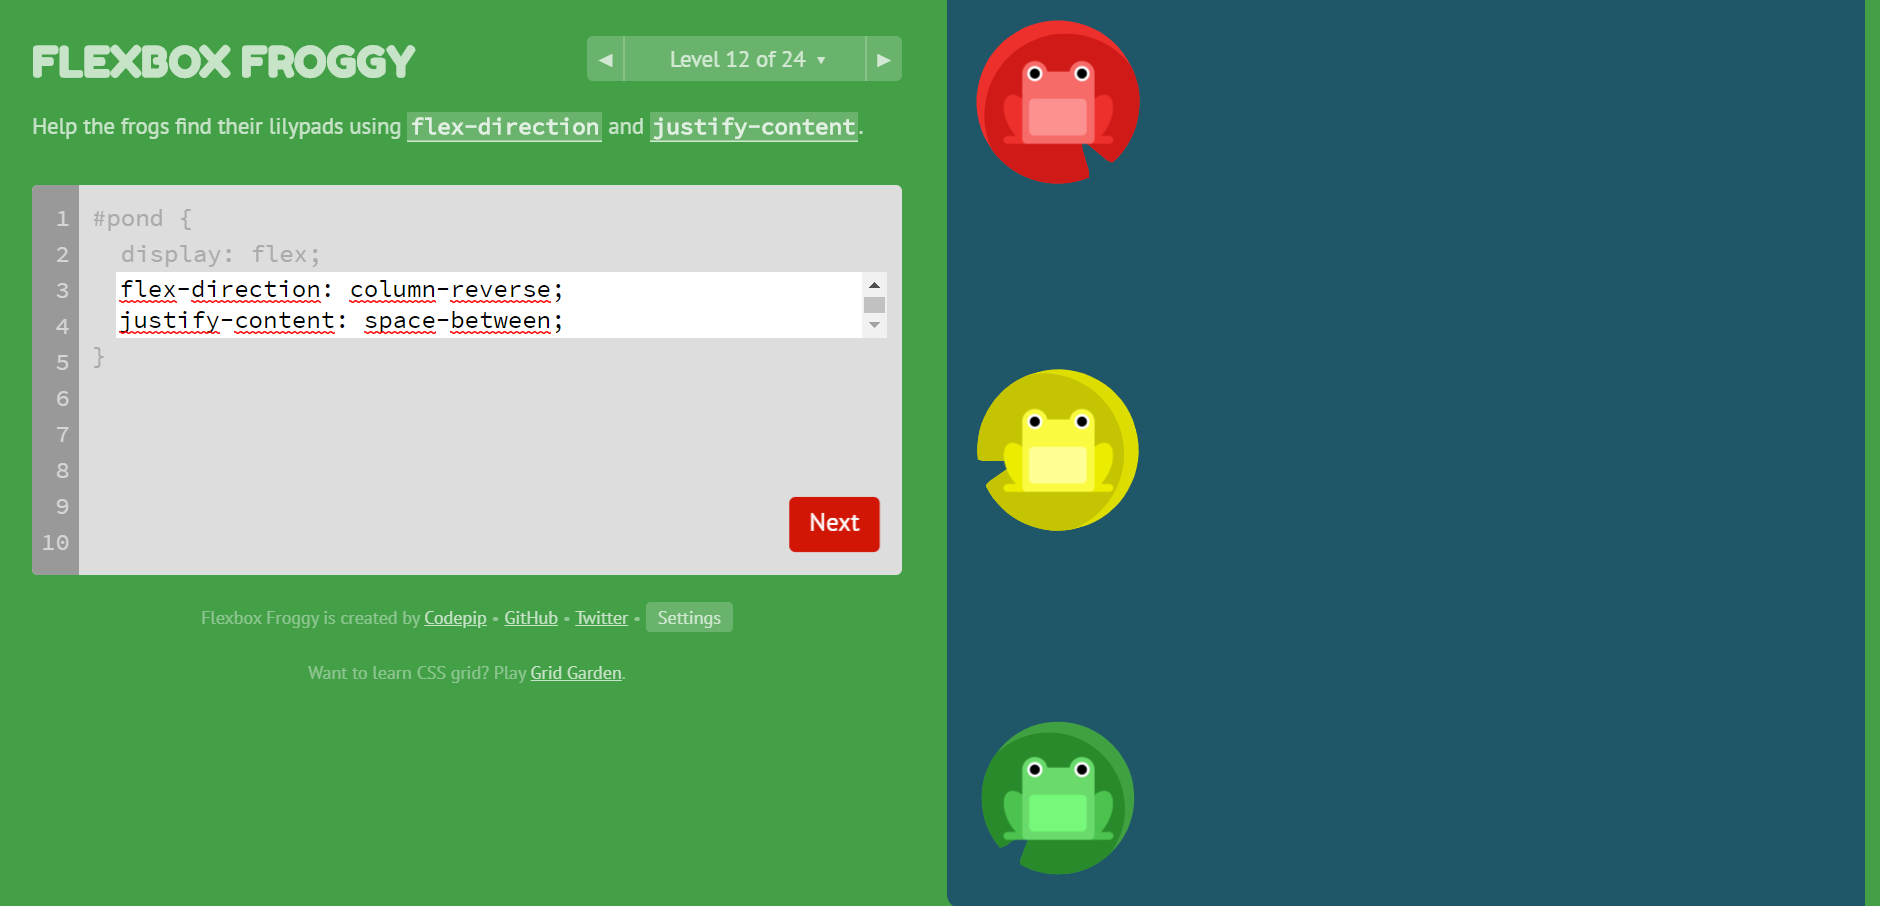 FLEXBOX FROGGY
◀ Level 12 of 24 ▼ ▶
Help the frogs find their lilypads using flex-direction and justify-content.
1 #pond {
2 display: flex;
3 flex-direction: column-reverse;
4 justify-content: space-between;
5 }
6
7
8
9
10
Next
Flexbox Froggy is created by Codepip • GitHub • Twitter • Settings
Want to learn CSS grid? Play Grid Garden.